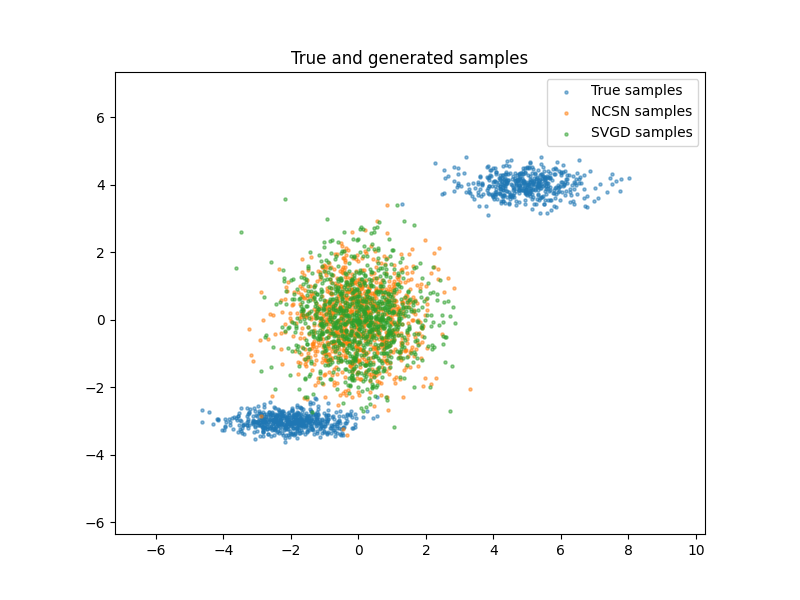 True and generated samples
True samples
NCSN samples
SVGD samples
6
4
2
0
−2
−4
−6
−6 −4 −2 0 2 4 6 8 10